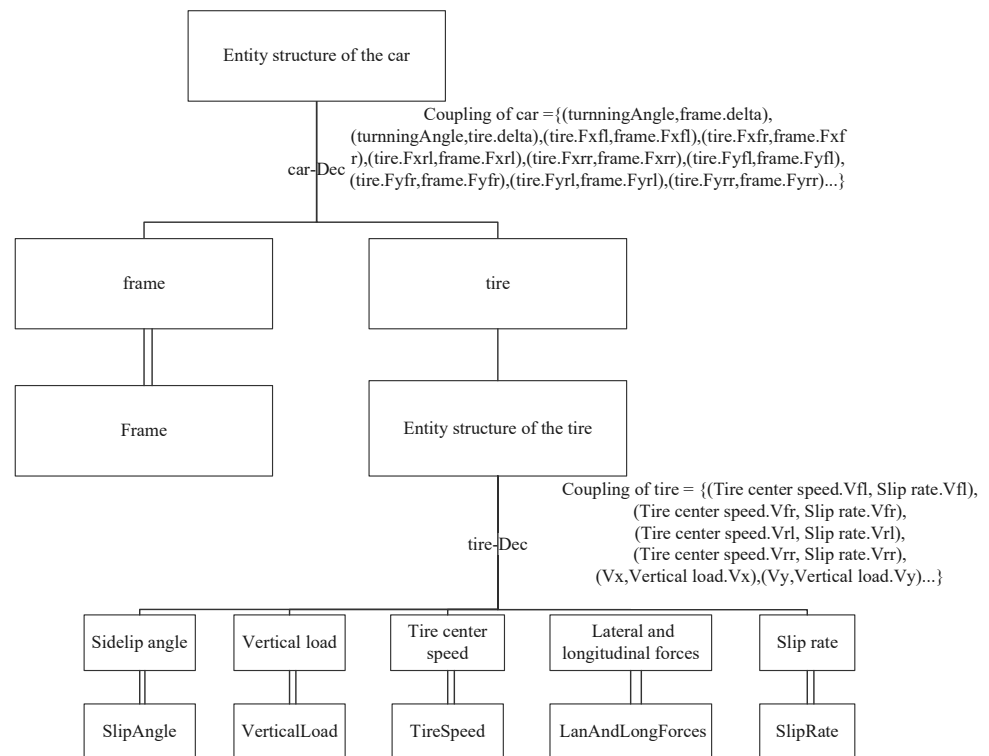 Entity structure of the car
Coupling of car ={(turnningAngle,frame.delta),
(turnningAngle,tire.delta),(tire.Fxfl,frame.Fxfl),(tire.Fxfr,frame.Fxf
r),(tire.Fxrl,frame.Fxrl),(tire.Fxrr,frame.Fxrr),(tire.Fyfl,frame.Fyfl),
(tire.Fyfr,frame.Fyfr),(tire.Fyrl,frame.Fyrl),(tire.Fyrr,frame.Fyrr)...}
car-Dec
frame
tire
Frame
Entity structure of the tire
Coupling of tire = {(Tire center speed.Vfl, Slip rate.Vfl),
(Tire center speed.Vfr, Slip rate.Vfr),
(Tire center speed.Vrl, Slip rate.Vrl),
(Tire center speed.Vrr, Slip rate.Vrr),
(Vx,Vertical load.Vx),(Vy,Vertical load.Vy)...}
tire-Dec
Sidelip angle
Vertical load
Tire center
speed
Lateral and
longitudinal forces
Slip rate
SlipAngle
VerticalLoad
TireSpeed
LanAndLongForces
SlipRate